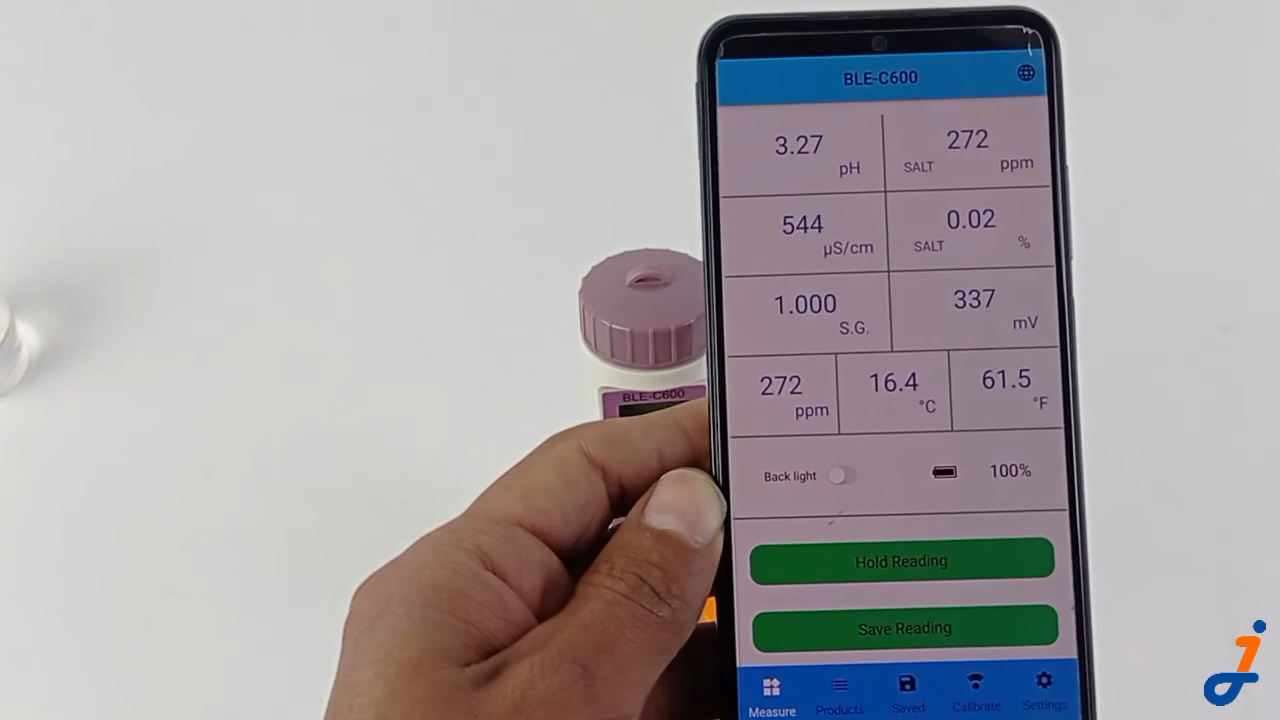 BLE-C600
3.27
pH
272
SALT
ppm
544
µS/cm
0.02
SALT
%
1.000
S.G.
337
mV
272
ppm
16.4
°C
61.5
°F
BLE-C600
Back light
100%
Hold Reading
Save Reading
Measure
Products
Saved
Calibrate
Settings